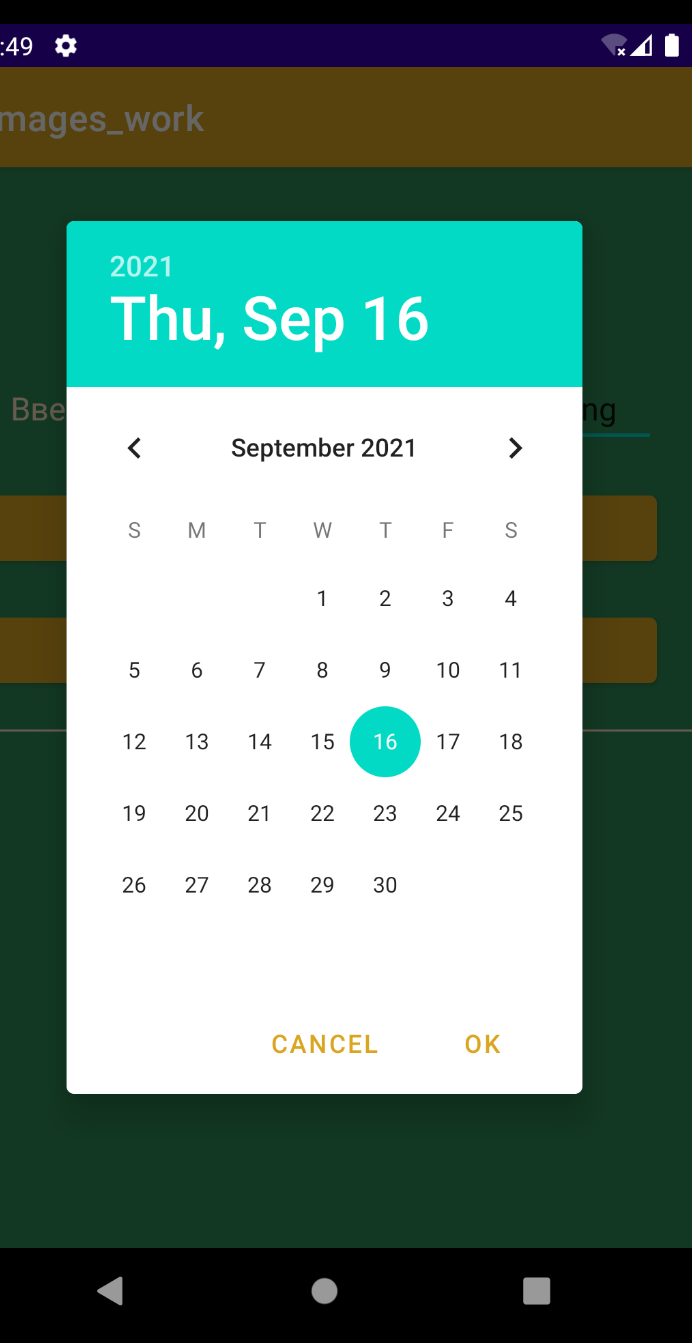 :49
mages_work
2021
Thu, Sep 16
Вве
ng
September 2021
S M T W T F S
1 2 3 4
5 6 7 8 9 10 11
12 13 14 15 16 17 18
19 20 21 22 23 24 25
26 27 28 29 30
CANCEL OK